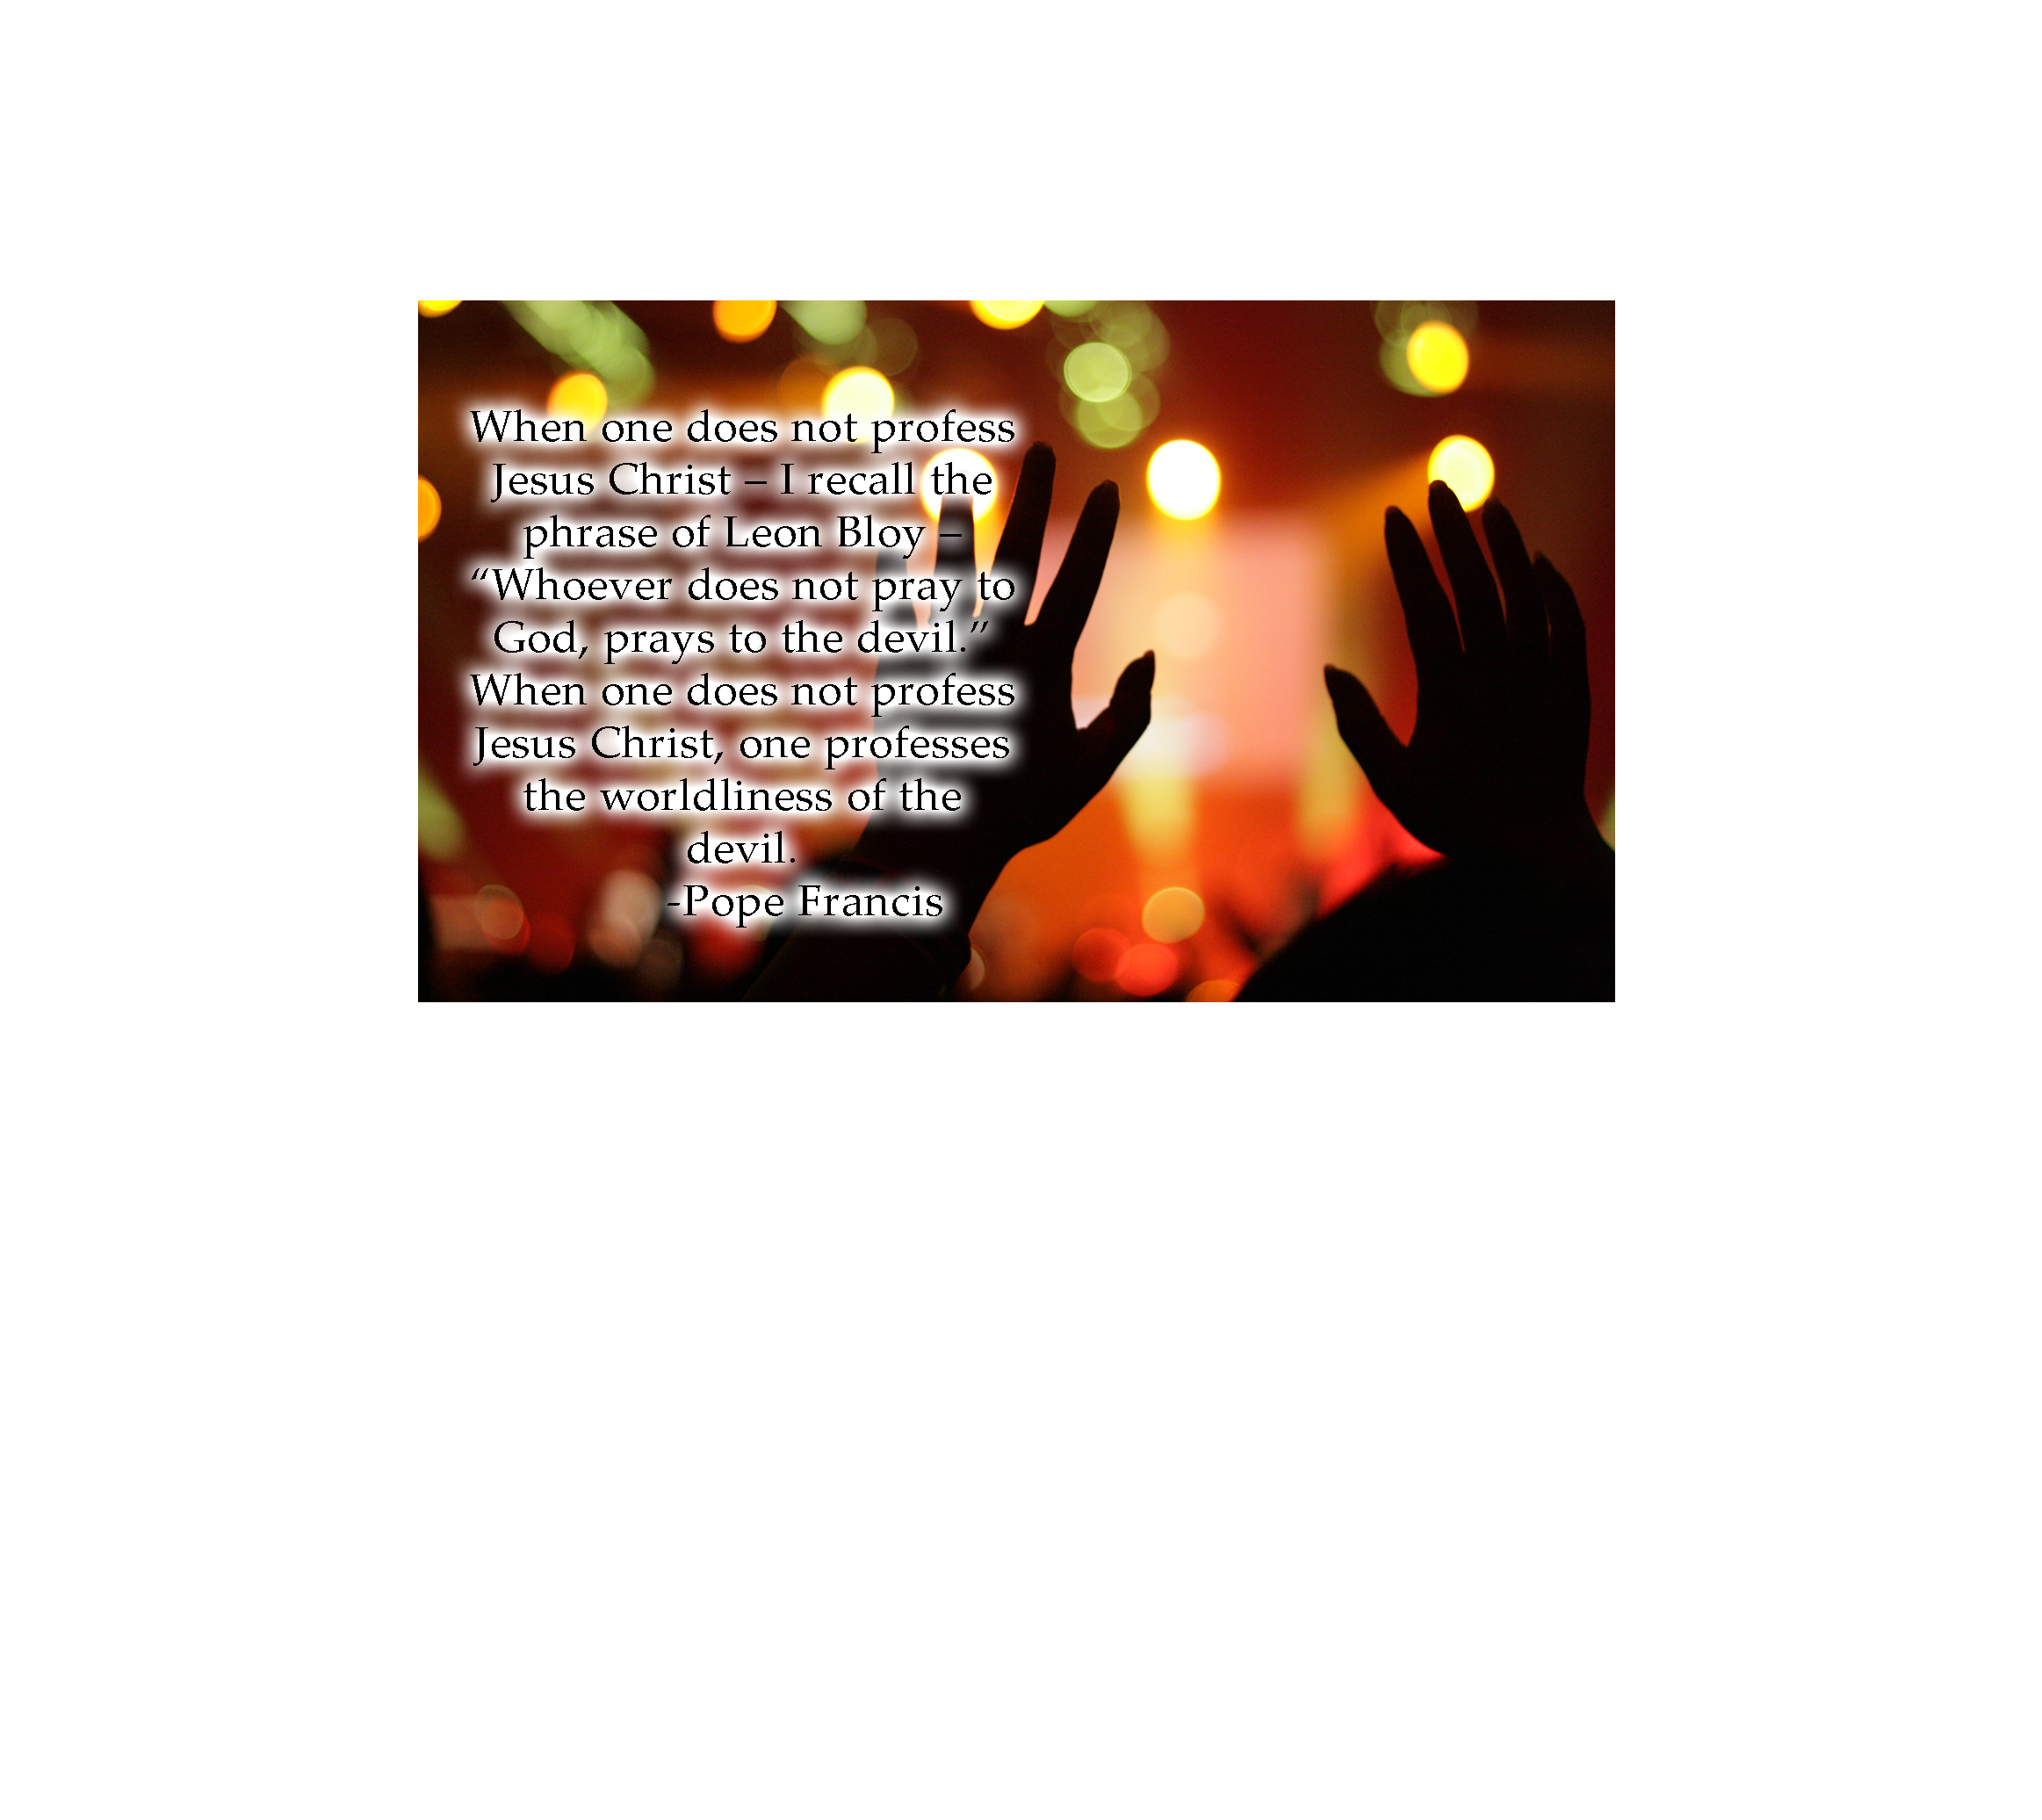 When one does not profess
Jesus Christ – I recall the
phrase of Leon Bloy –
“Whoever does not pray to
God, prays to the devil.”
When one does not profess
Jesus Christ, one professes
the worldliness of the
devil.
-Pope Francis